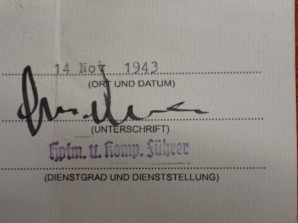 14 Nov 1943
(ORT UND DATUM)
(UNTERSCHRIFT)
Hptm. u. Komp. Führer
(DIENSTGRAD UND DIENSTSTELLUNG)